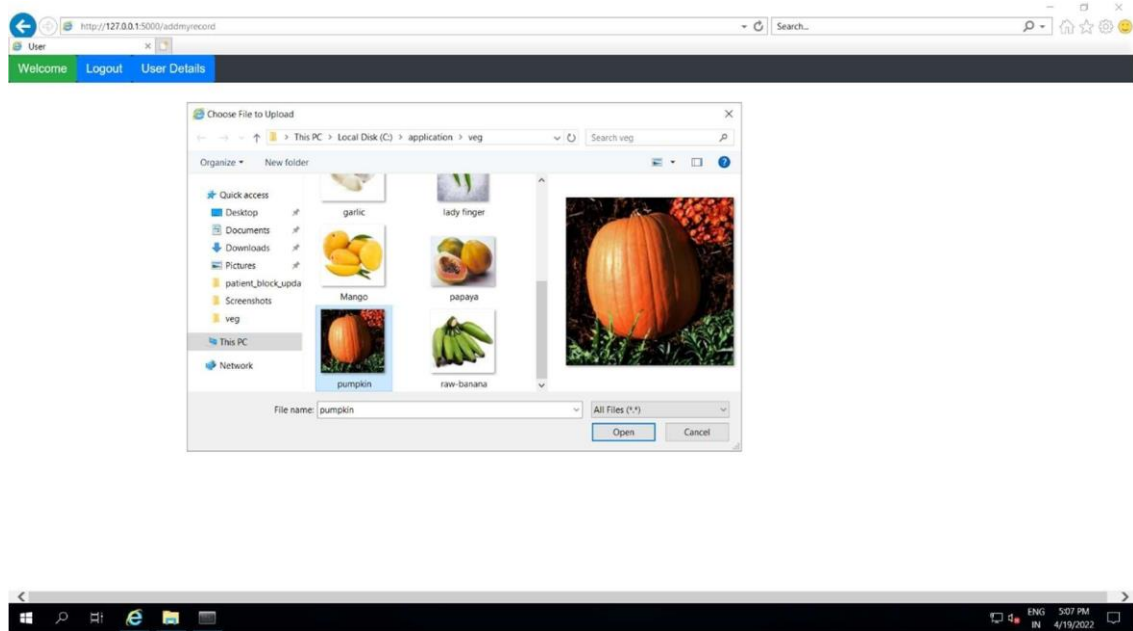 http://127.0.0.1:5000/addmyrecord
Search...
User
Welcome Logout User Details
Choose File to Upload
This PC > Local Disk (C:) > application > veg
Search veg
Organize New folder
Quick access
Desktop
Documents
Downloads
Pictures
patient_block_upda
Screenshots
veg
This PC
Network
garlic lady finger
Mango papaya
pumpkin raw-banana
File name: pumpkin All Files (*.*)
Open Cancel
ENG 5:07 PM
IN 4/19/2022